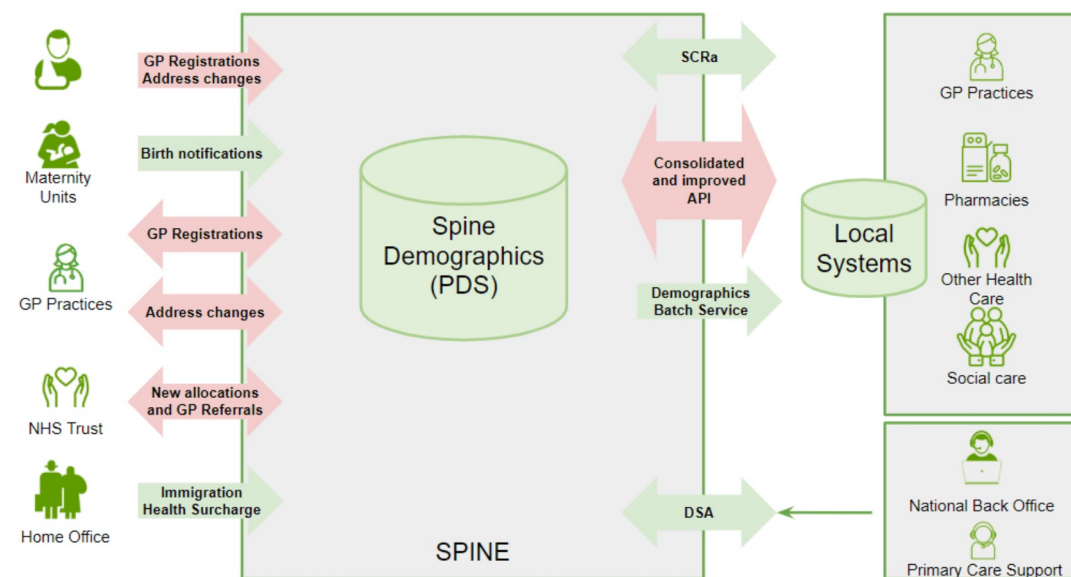 GP Registrations
Address changes
Maternity
Units
Birth notifications
GP Registrations
GP Practices
Address changes
NHS Trust
New allocations
and GP Referrals
Home Office
Immigration
Health Surcharge
Spine
Demographics
(PDS)
SPINE
SCRa
Consolidated
and improved
API
Demographics
Batch Service
DSA
Local
Systems
GP Practices
Pharmacies
Other Health
Care
Social care
National Back Office
Primary Care Support